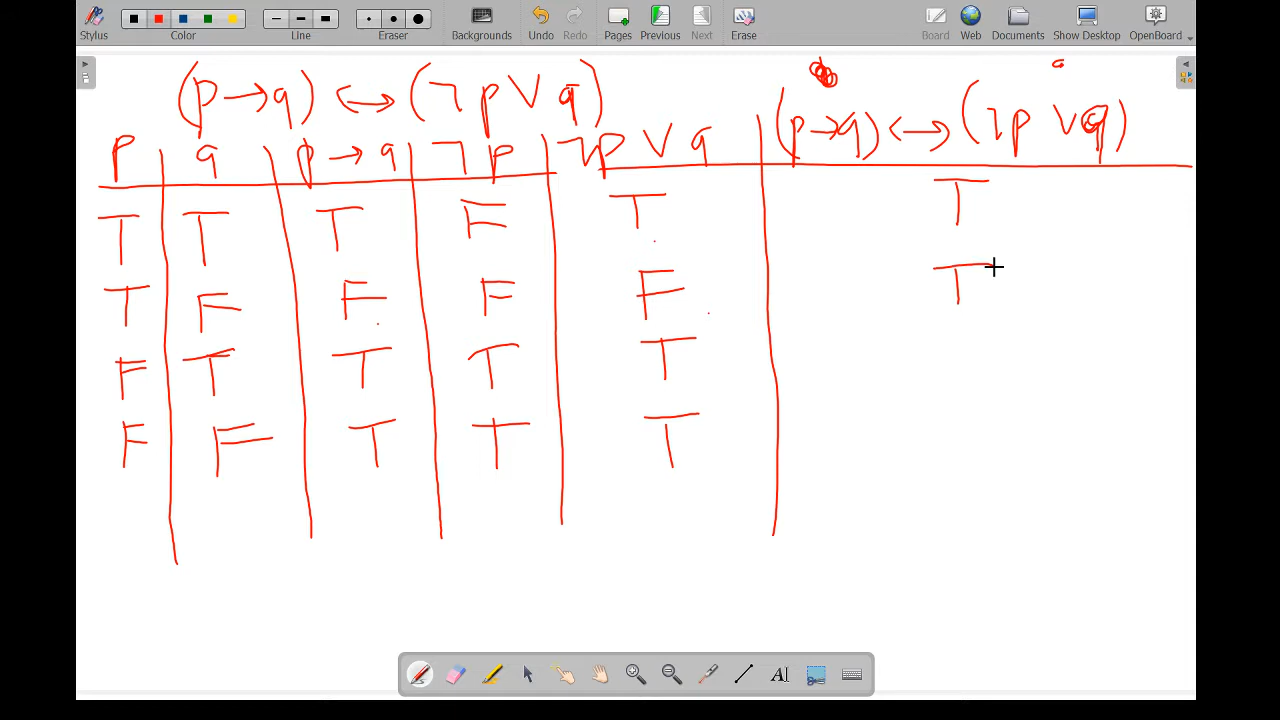 Stylus Color Line Eraser Backgrounds Undo Redo Pages Previous Next Erase Board Web Documents Show Desktop OpenBoard
(p→q) ↔ (¬p∨q)
p q p→q ¬p ¬p∨q (p→q)↔(¬p∨q)
T T T F T T
T F F F F T
F T T T T
F F T T T